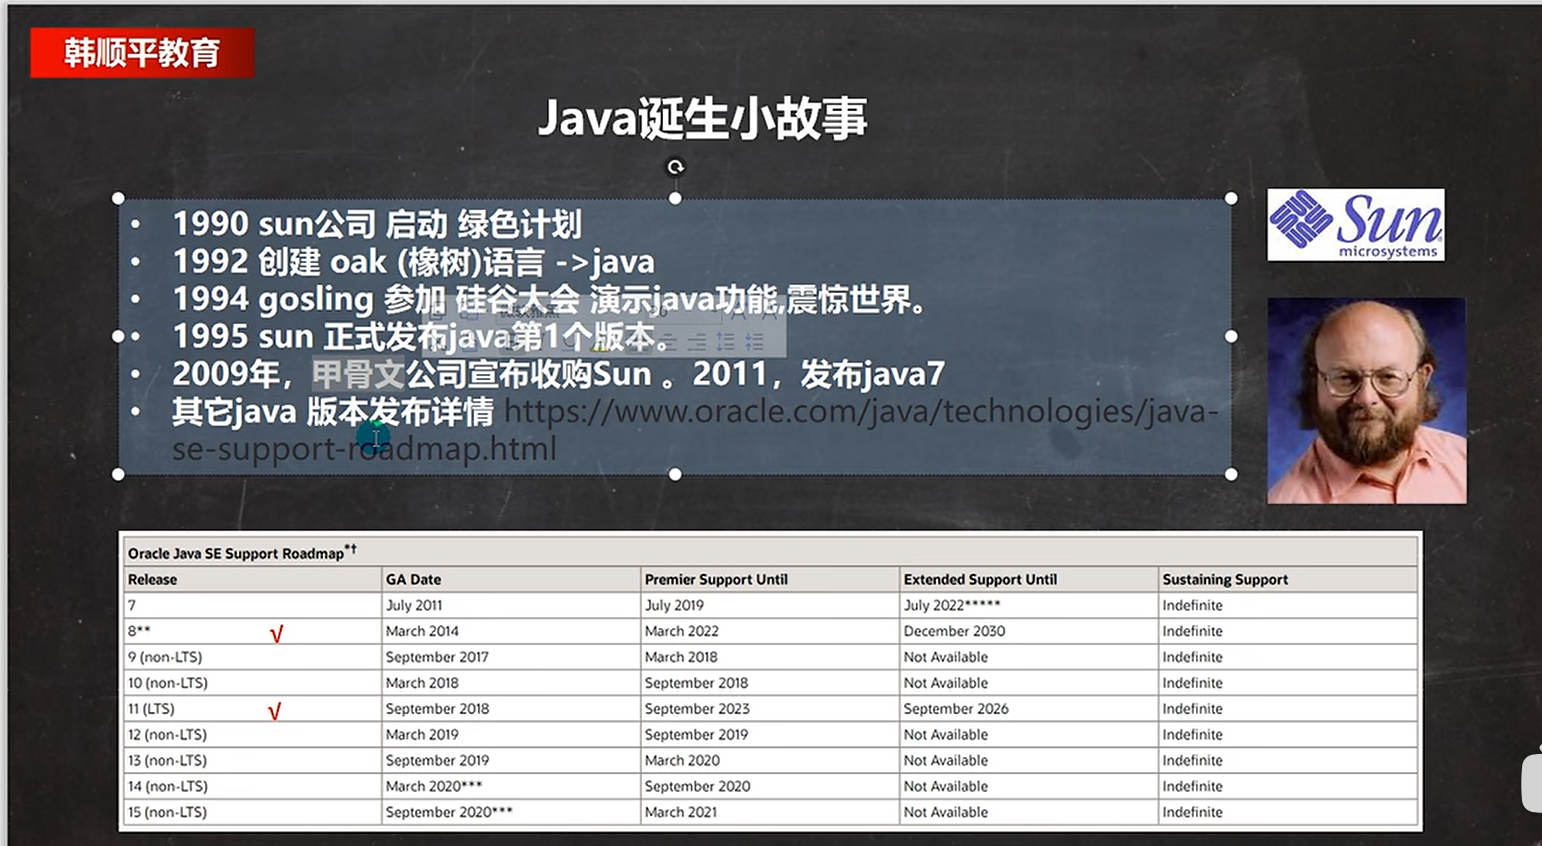 韩顺平教育
Java诞生小故事
• 1990 sun公司 启动 绿色计划
• 1992 创建 oak (橡树)语言 ->java
• 1994 gosling 参加 硅谷大会 演示java功能,震惊世界。
• 1995 sun 正式发布java第1个版本。
• 2009年，甲骨文公司宣布收购Sun 。2011，发布java7
• 其它java 版本发布详情 https://www.oracle.com/java/technologies/java-
se-support-roadmap.html
Sun
microsystems
Oracle Java SE Support Roadmap*†
Release GA Date Premier Support Until Extended Support Until Sustaining Support
7 July 2011 July 2019 July 2022***** Indefinite
8** √ March 2014 March 2022 December 2030 Indefinite
9 (non-LTS) September 2017 March 2018 Not Available Indefinite
10 (non-LTS) March 2018 September 2018 Not Available Indefinite
11 (LTS) √ September 2018 September 2023 September 2026 Indefinite
12 (non-LTS) March 2019 September 2019 Not Available Indefinite
13 (non-LTS) September 2019 March 2020 Not Available Indefinite
14 (non-LTS) March 2020*** September 2020 Not Available Indefinite
15 (non-LTS) September 2020*** March 2021 Not Available Indefinite